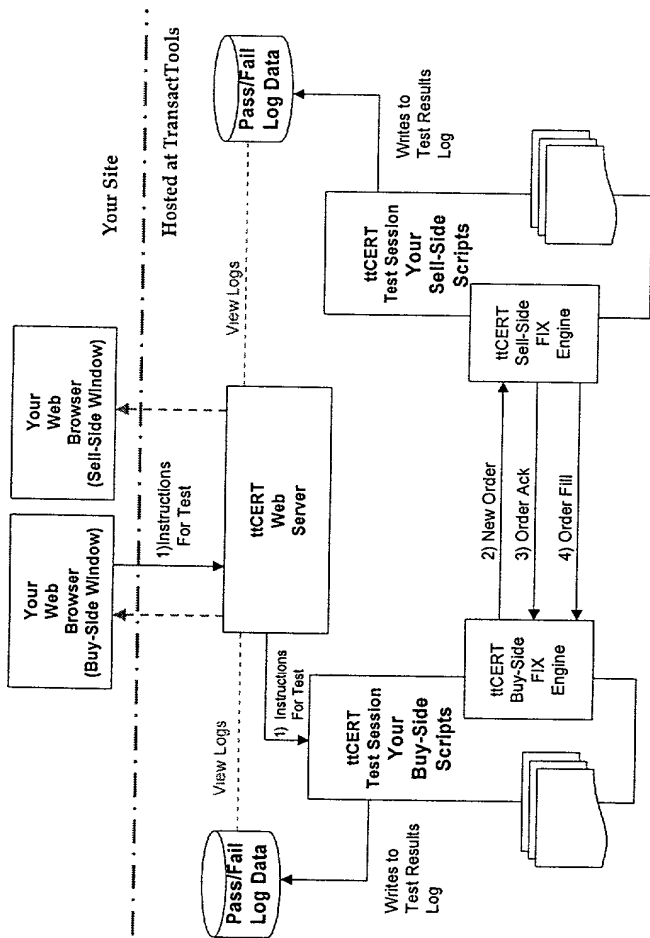 Your
Web
Browser
(Buy-Side Window)
Your
Web
Browser
(Sell-Side Window)
Your Site
Hosted at TransactTools
1)Instructions
For Test
ttCERT
Web
Server
View Logs
View Logs
Pass/Fail
Log Data
Pass/Fail
Log Data
1) Instructions
For Test
Writes to
Test Results
Log
Writes to
Test Results
Log
ttCERT
Test Session
Your
Buy-Side
Scripts
ttCERT
Test Session
Your
Sell-Side
Scripts
ttCERT
Buy-Side
FIX
Engine
2) New Order
3) Order Ack
4) Order Fill
ttCERT
Sell-Side
FIX
Engine